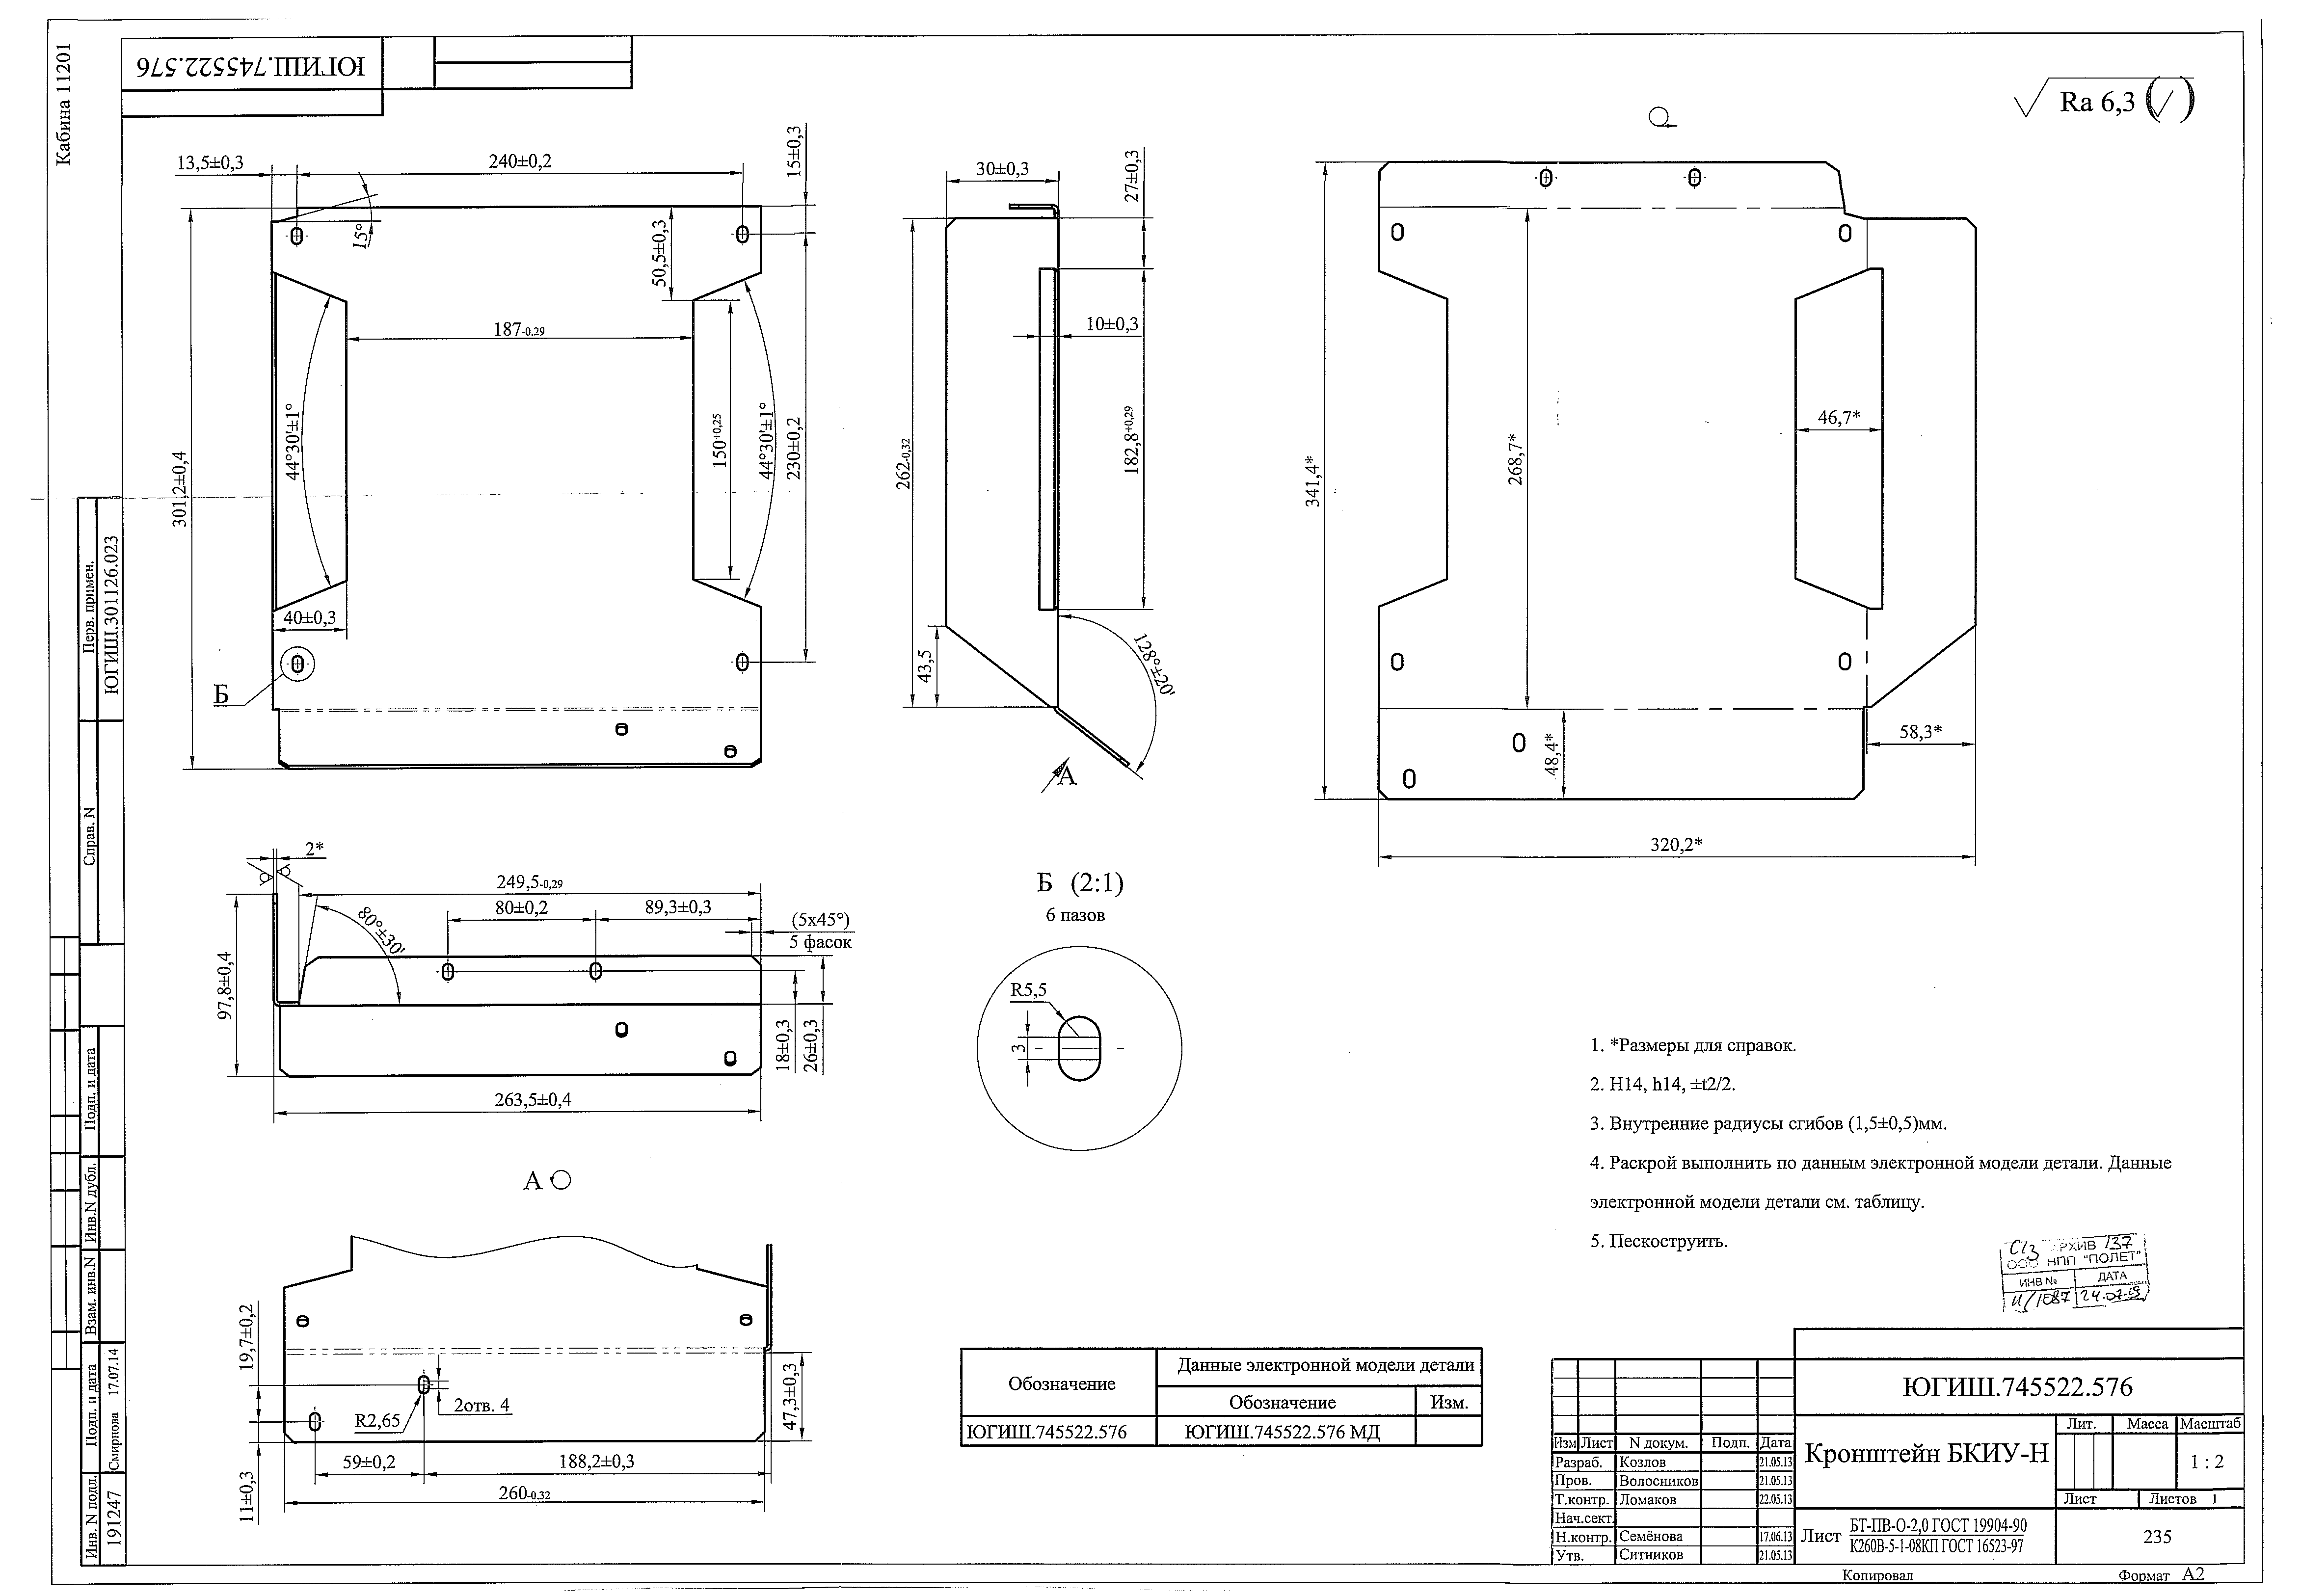 Кабина 11201
ЮГИШ.745522.576
√ Ra 6,3 (√)
13,5±0,3
240±0,2
15±0,3
15°
50,5±0,3
187-0,29
44°30'±1°
150+0,25
44°30'±1°
230±0,2
301,2±0,4
40±0,3
Б
30±0,3
27±0,3
10±0,3
262-0,32
182,8+0,29
43,5
128°±20'
А
341,4*
268,7*
46,7*
48,4*
58,3*
320,2*
2*
249,5-0,29
80±0,2
89,3±0,3
(5х45°)
5 фасок
80°±30'
97,8±0,4
18±0,3
26±0,3
263,5±0,4
Б (2:1)
6 пазов
R5,5
3
А
19,7±0,2
R2,65
2отв. 4
47,3±0,3
59±0,2
188,2±0,3
11±0,3
260-0,32
1. *Размеры для справок.
2. Н14, h14, ±t2/2.
3. Внутренние радиусы сгибов (1,5±0,5)мм.
4. Раскрой выполнить по данным электронной модели детали. Данные
электронной модели детали см. таблицу.
5. Пескоструить.
АРХИВ 137
ООО НПП "ПОЛЕТ"
ИНВ № ДАТА
Обозначение
Данные электронной модели детали
Обозначение Изм.
ЮГИШ.745522.576 ЮГИШ.745522.576 МД
ЮГИШ.745522.576
Кронштейн БКИУ-Н
Лит. Масса Масштаб
1 : 2
Лист Листов 1
Изм Лист N докум. Подп. Дата
Разраб. Козлов 21.05.13
Пров. Волосников 21.05.13
Т.контр. Ломаков 22.05.13
Нач.сект.
Н.контр. Семёнова 17.06.13
Утв. Ситников 21.05.13
Лист БТ-ПВ-О-2,0 ГОСТ 19904-90
К260В-5-1-08КП ГОСТ 16523-97
235
Копировал Формат А2
Перв. примен.
ЮГИШ.301126.023
Справ. N
Подп. и дата
Инв.N дубл.
Взам. инв.N
Подп. и дата
Смирнова 17.07.14
Инв. N подл.
191247